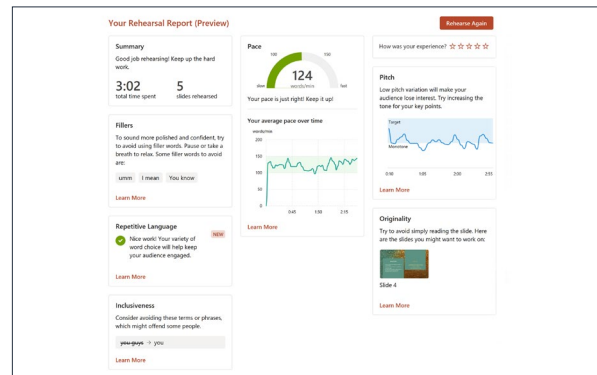 Your Rehearsal Report (Preview)
Rehearse Again
Summary
Good job rehearsing! Keep up the hard
work.
3:02
total time spent
5
slides rehearsed
Fillers
To sound more polished and confident, try
to avoid using filler words. Pause or take a
breath to relax. Some filler words to avoid
are:
umm
I mean
You know
Learn More
Repetitive Language
NEW
Nice work! Your variety of
word choice will help keep
your audience engaged.
Learn More
Inclusiveness
Consider avoiding these terms or phrases,
which might offend some people.
you guys → you
Learn More
Pace
100
slow
124
words/min
fast
Your pace is just right! Keep it up!
Your average pace over time
words/min
200
150
100
50
0
0:45
1:30
2:15
Learn More
How was your experience?
Pitch
Low pitch variation will make your
audience lose interest. Try increasing the
tone for your key points.
Target
Monotone
1:05
2:00
2:55
Learn More
Originality
Try to avoid simply reading the slide. Here
are the slides you might want to work on:
Slide 4
Learn More